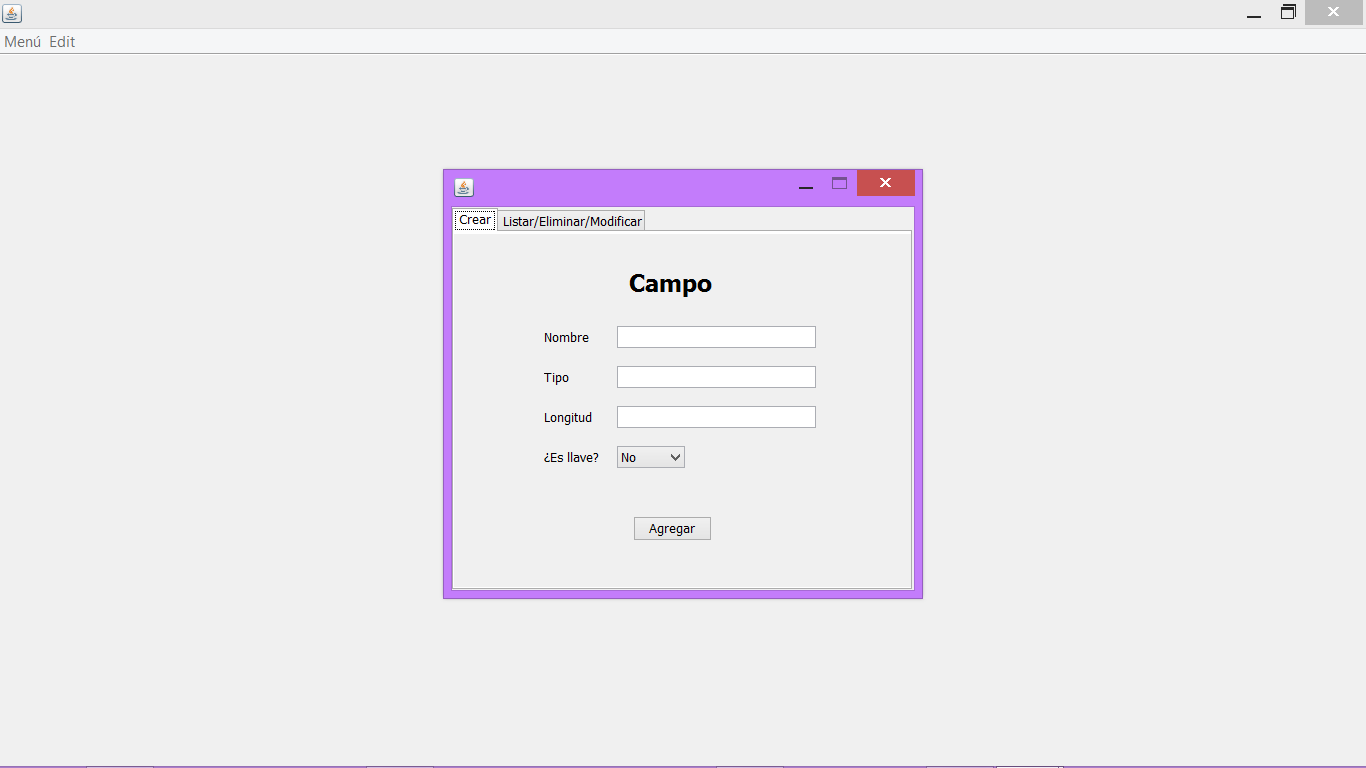 Menú Edit
Crear Listar/Eliminar/Modificar
Campo
Nombre
Tipo
Longitud
¿Es llave? No
Agregar